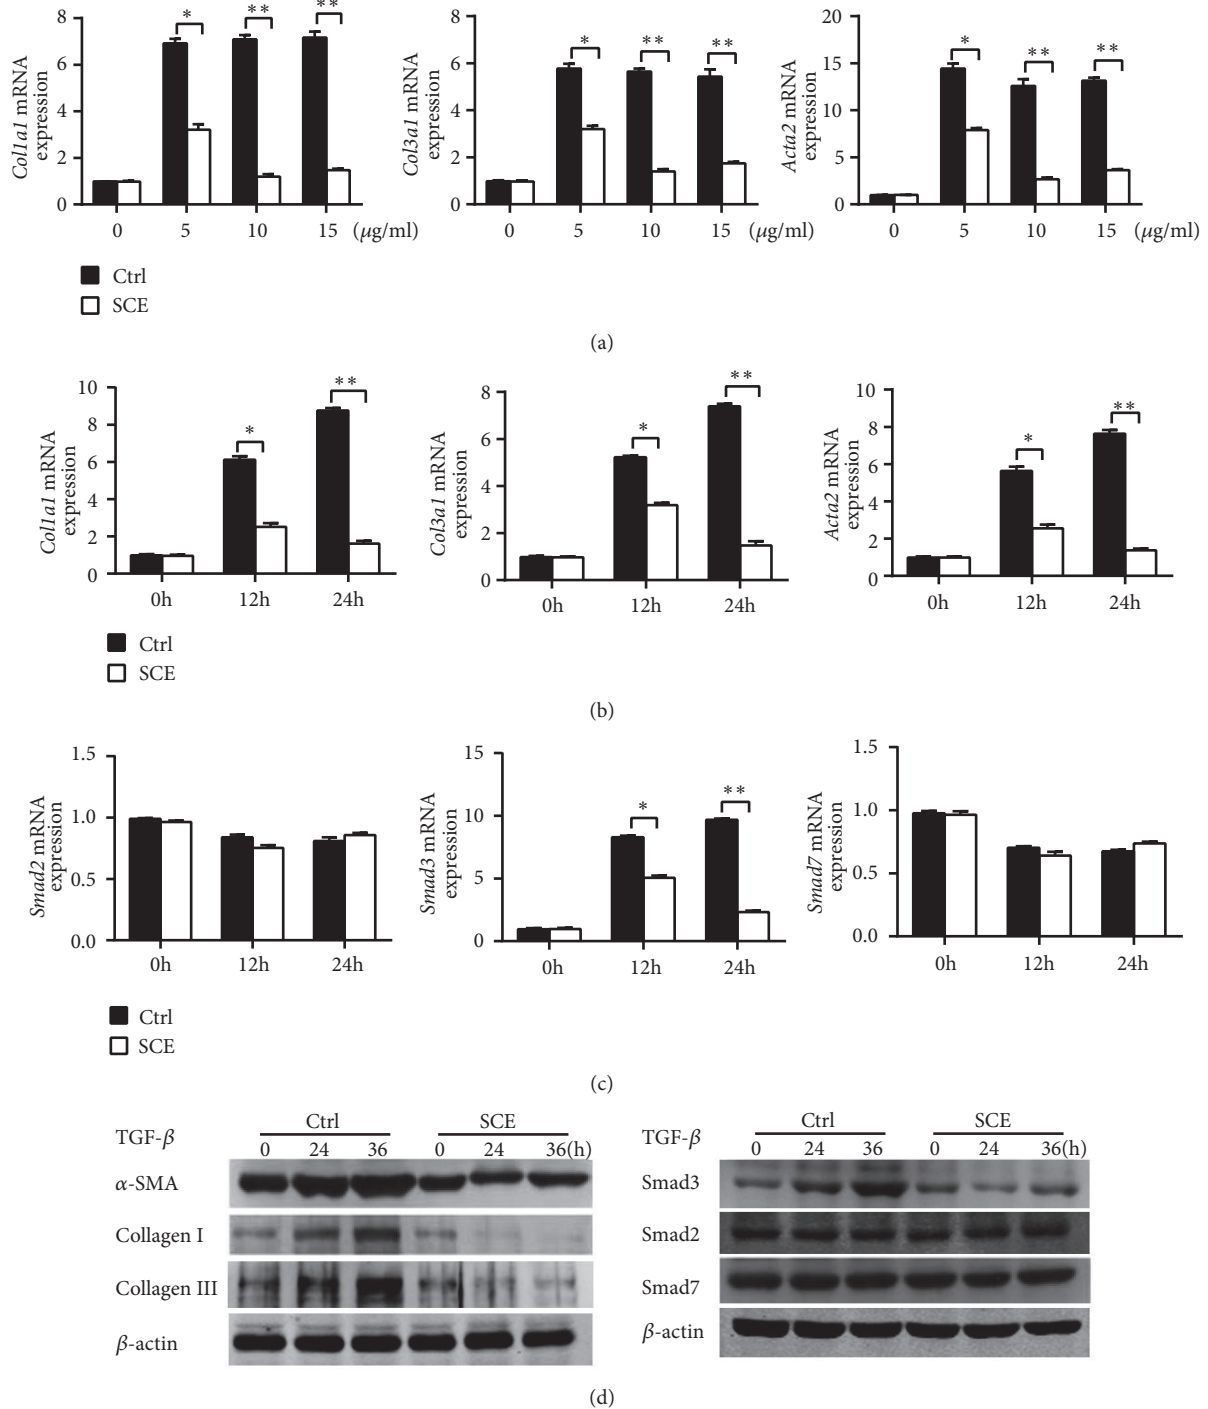 Col1a1 mRNA
expression
8
6
4
2
0
*
**
**
0 5 10 15 (μg/ml)
Col3a1 mRNA
expression
8
6
4
2
0
*
**
**
0 5 10 15 (μg/ml)
Acta2 mRNA
expression
20
15
10
5
0
*
**
**
0 5 10 15 (μg/ml)
Ctrl
SCE
(a)
Col1a1 mRNA
expression
10
8
6
4
2
0
*
**
0h 12h 24h
Col3a1 mRNA
expression
8
6
4
2
0
*
**
0h 12h 24h
Acta2 mRNA
expression
10
8
6
4
2
0
*
**
0h 12h 24h
Ctrl
SCE
(b)
Smad2 mRNA
expression
1.5
1.0
0.5
0.0
0h 12h 24h
Smad3 mRNA
expression
15
10
5
0
*
**
0h 12h 24h
Smad7 mRNA
expression
1.5
1.0
0.5
0.0
0h 12h 24h
Ctrl
SCE
(c)
Ctrl SCE
TGF-β 0 24 36 0 24 36(h)
α-SMA
Collagen I
Collagen III
β-actin
Ctrl SCE
TGF-β 0 24 36 0 24 36(h)
Smad3
Smad2
Smad7
β-actin
(d)